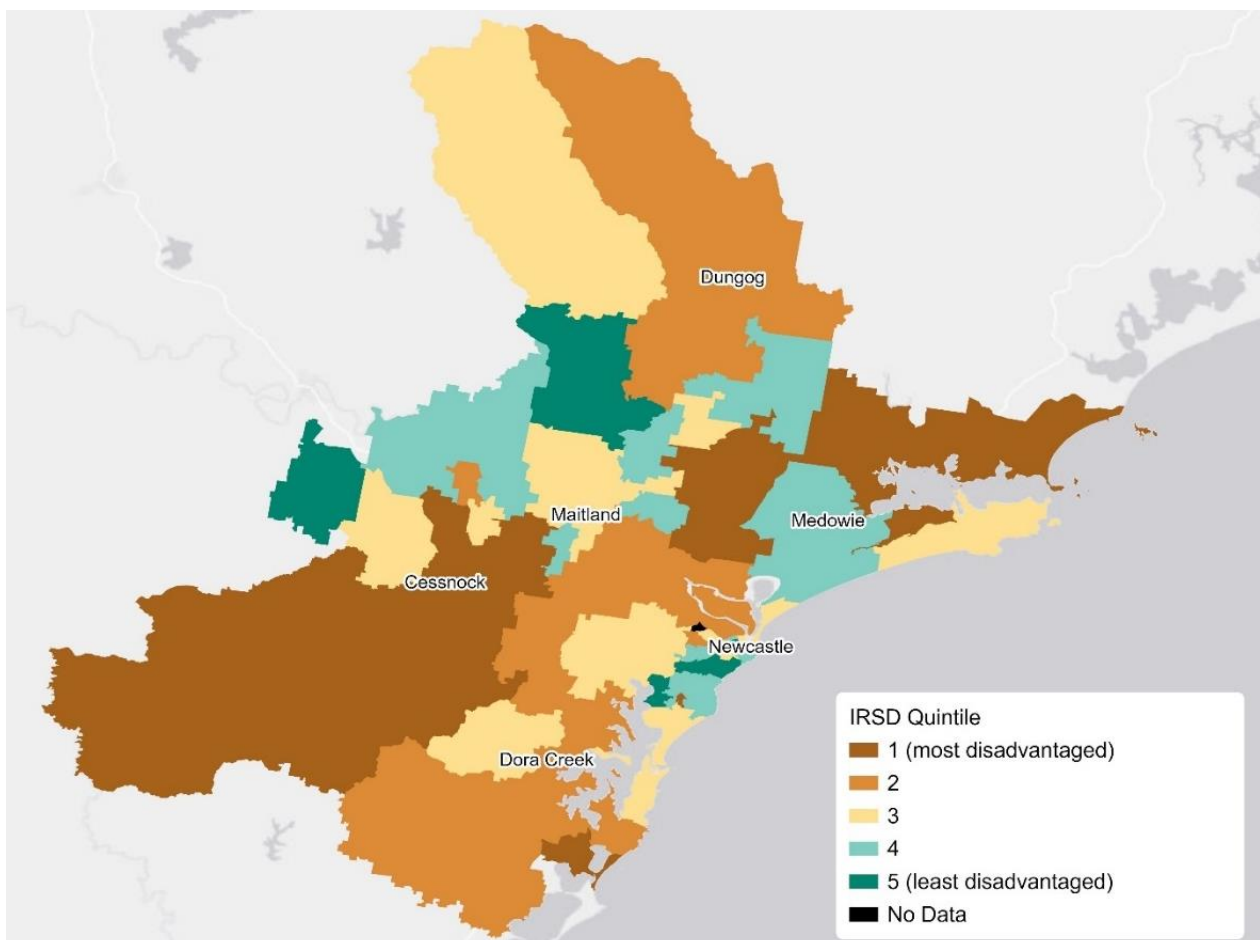 Dungog
Medowie
Maitland
Cessnock
Newcastle
Dora Creek
IRSD Quintile
1 (most disadvantaged)
2
3
4
5 (least disadvantaged)
No Data